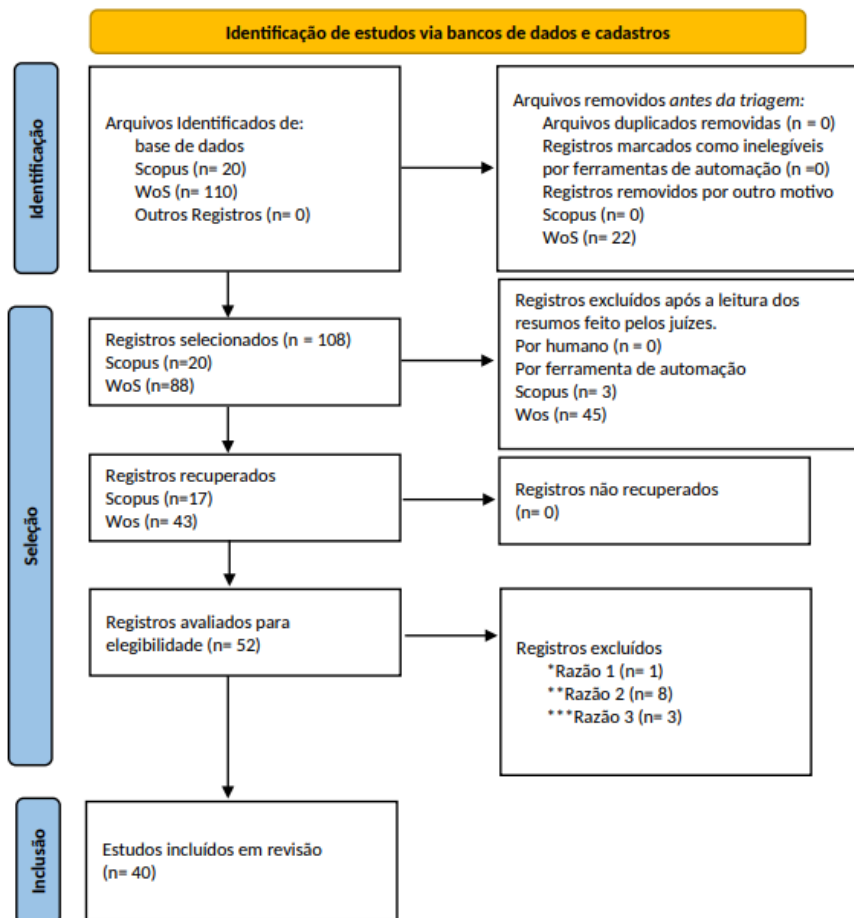 Identificação de estudos via bancos de dados e cadastros
Identificação
Arquivos Identificados de:
base de dados
Scopus (n= 20)
WoS (n= 110)
Outros Registros (n= 0)
Arquivos removidos antes da triagem:
Arquivos duplicados removidas (n = 0)
Registros marcados como inelegíveis
por ferramentas de automação (n =0)
Registros removidos por outro motivo
Scopus (n= 0)
WoS (n= 22)
Seleção
Registros selecionados (n = 108)
Scopus (n=20)
WoS (n=88)
Registros excluídos após a leitura dos
resumos feito pelos juízes.
Por humano (n = 0)
Por ferramenta de automação
Scopus (n= 3)
Wos (n= 45)
Registros recuperados
Scopus (n=17)
Wos (n= 43)
Registros não recuperados
(n= 0)
Registros avaliados para
elegibilidade (n= 52)
Registros excluídos
*Razão 1 (n= 1)
**Razão 2 (n= 8)
***Razão 3 (n= 3)
Inclusão
Estudos incluídos em revisão
(n= 40)